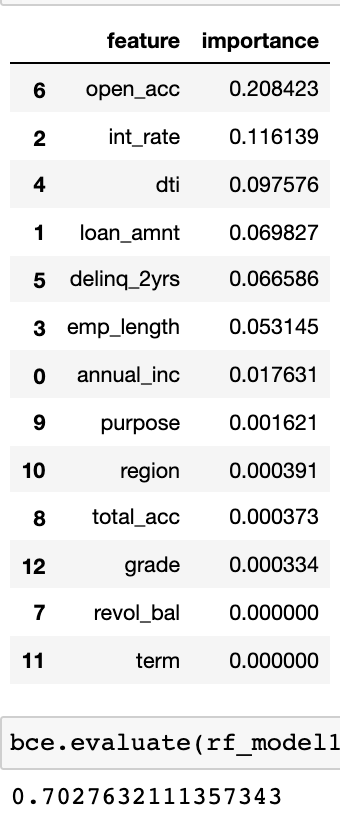 feature importance
6 open_acc 0.208423
2 int_rate 0.116139
4 dti 0.097576
1 loan_amnt 0.069827
5 delinq_2yrs 0.066586
3 emp_length 0.053145
0 annual_inc 0.017631
9 purpose 0.001621
10 region 0.000391
8 total_acc 0.000373
12 grade 0.000334
7 revol_bal 0.000000
11 term 0.000000
bce.evaluate(rf_model1
0.7027632111357343